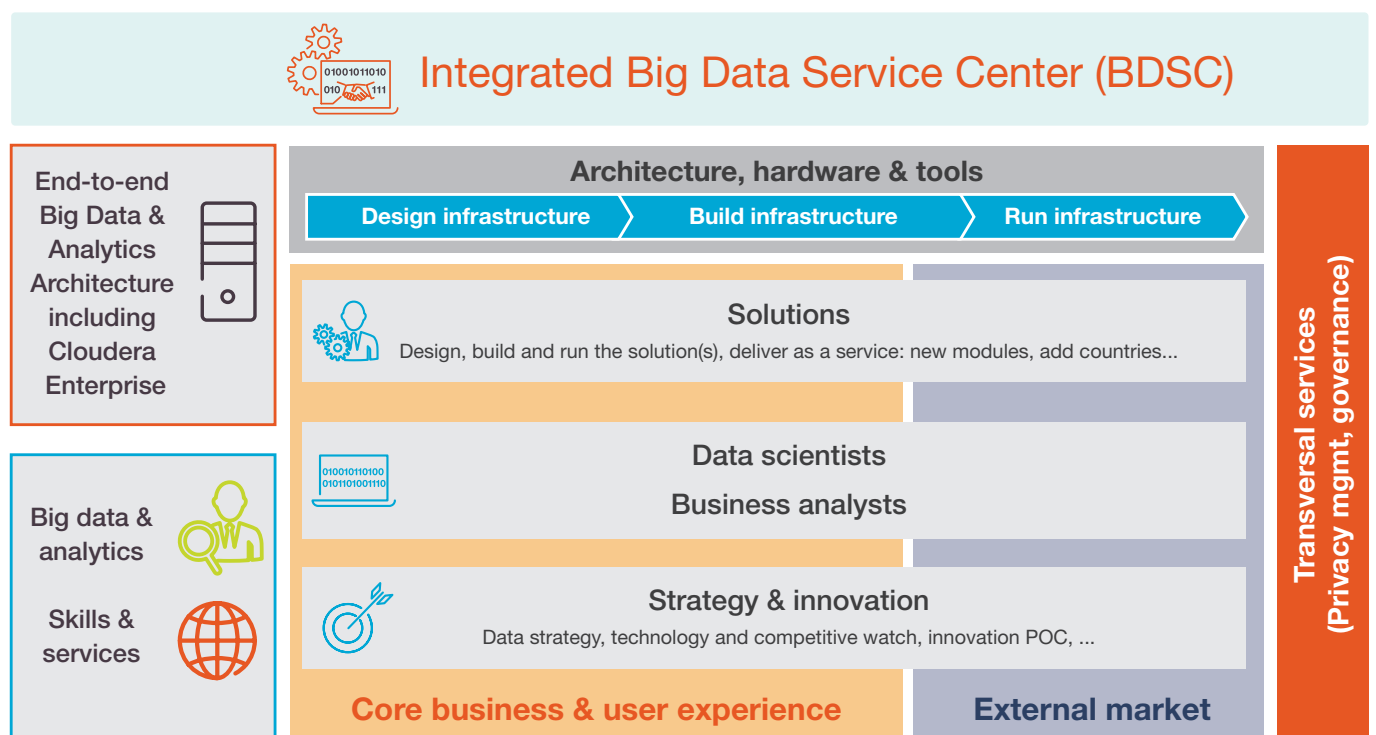 01001011010
010 111
Integrated Big Data Service Center (BDSC)
End-to-end
Big Data &
Analytics
Architecture
including
Cloudera
Enterprise
Big data &
analytics
Skills &
services
Architecture, hardware & tools
Design infrastructure
Build infrastructure
Run infrastructure
Solutions
Design, build and run the solution(s), deliver as a service: new modules, add countries...
010010110100
0101101001110
Data scientists
Business analysts
Strategy & innovation
Data strategy, technology and competitive watch, innovation POC, ...
Core business & user experience
External market
Transversal services
(Privacy mgmt, governance)